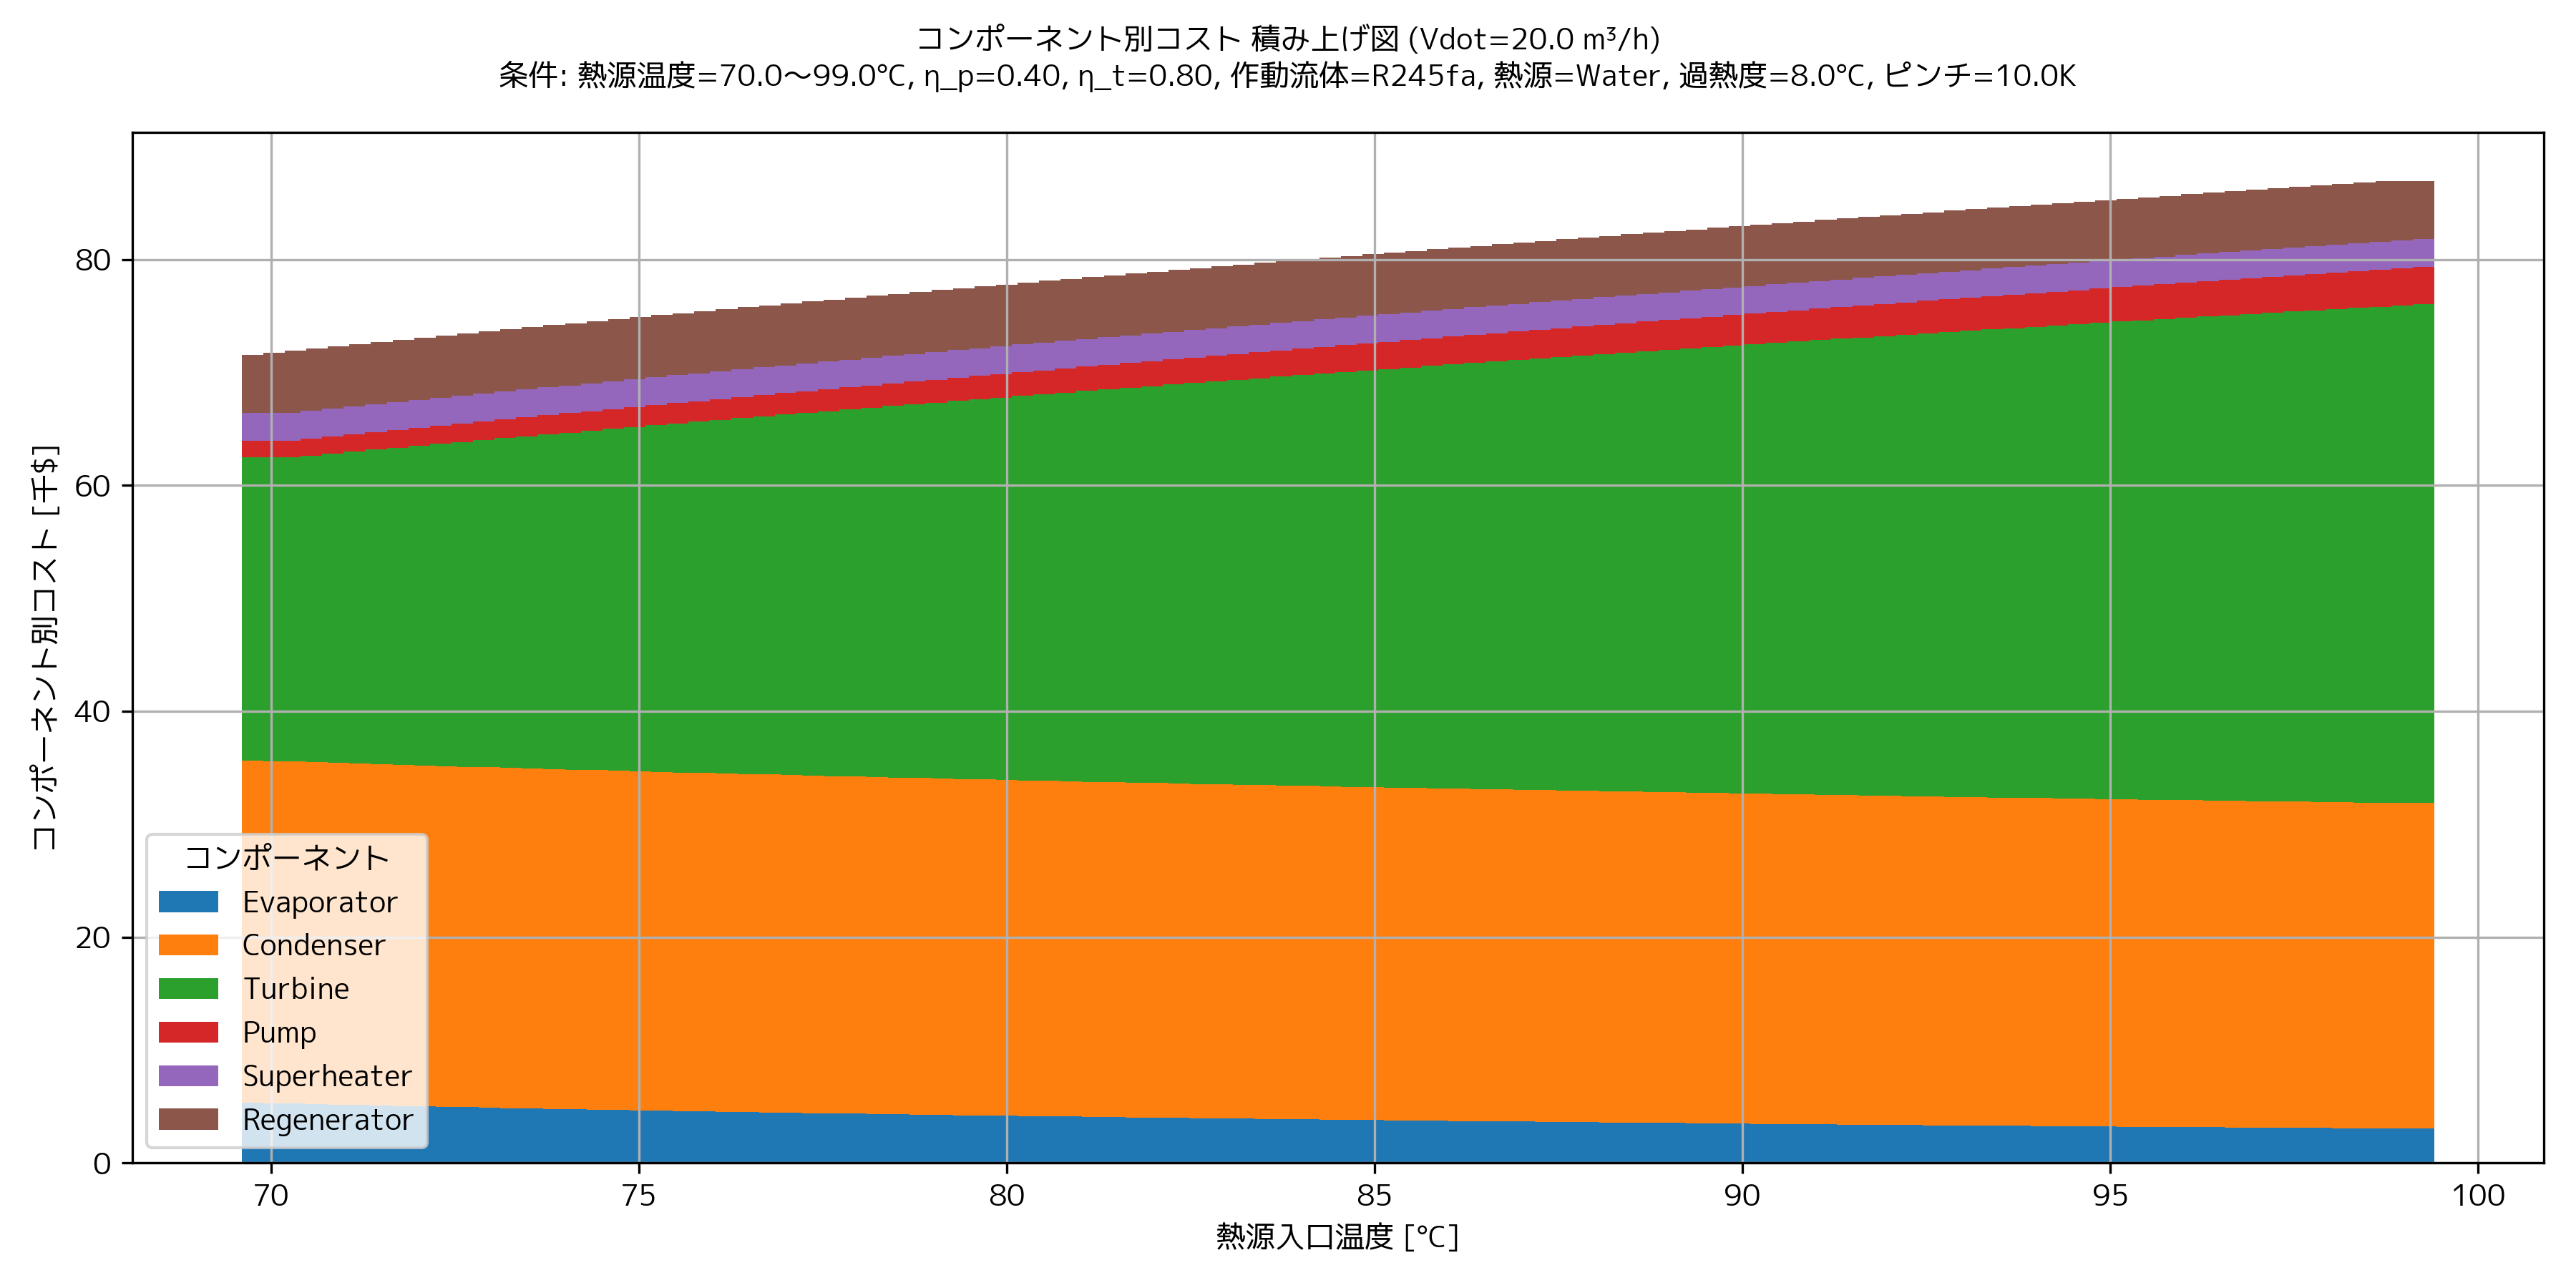 コンポーネント別コスト 積み上げ図 (Vdot=20.0 m³/h)
条件: 熱源温度=70.0～99.0℃, η_p=0.40, η_t=0.80, 作動流体=R245fa, 熱源=Water, 過熱度=8.0℃, ピンチ=10.0K
コンポーネント別コスト [千$]
80
60
40
20
0
コンポーネント
Evaporator
Condenser
Turbine
Pump
Superheater
Regenerator
70 75 80 85 90 95 100
熱源入口温度 [℃]